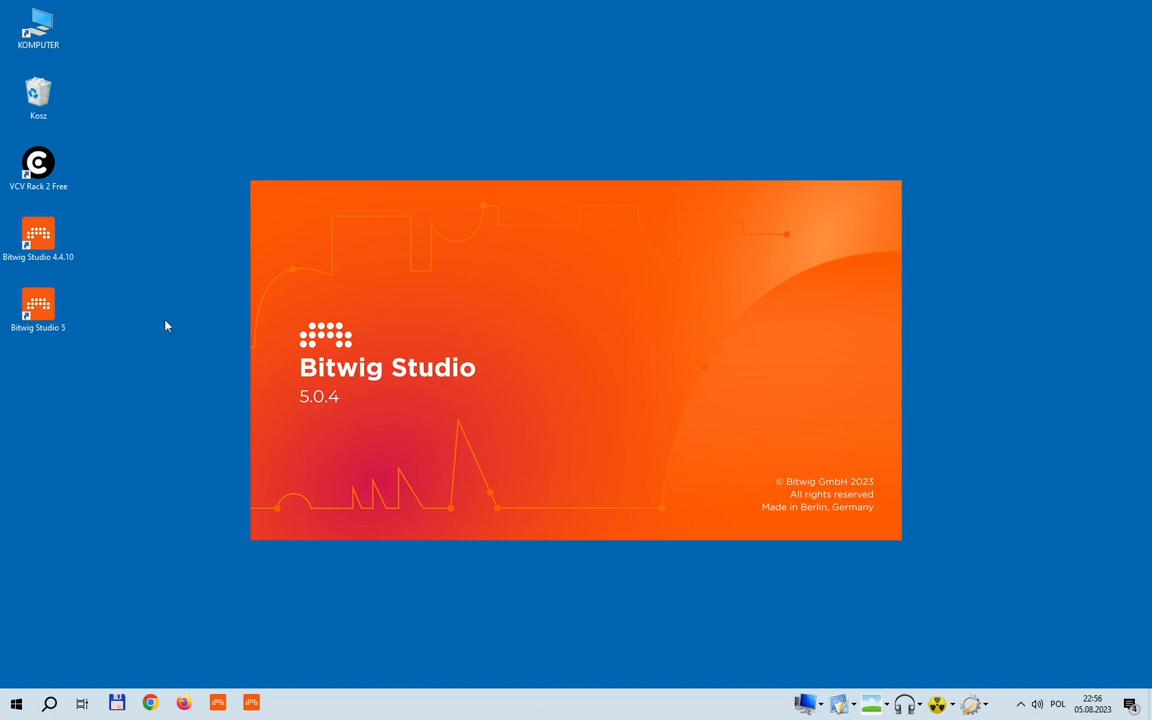 KOMPUTER
Kosz
VCV Rack 2 Free
Bitwig Studio 4.4.10
Bitwig Studio 5
Bitwig Studio
5.0.4
© Bitwig GmbH 2023
All rights reserved
Made in Berlin, Germany
POL
22:56
05.08.2023
4